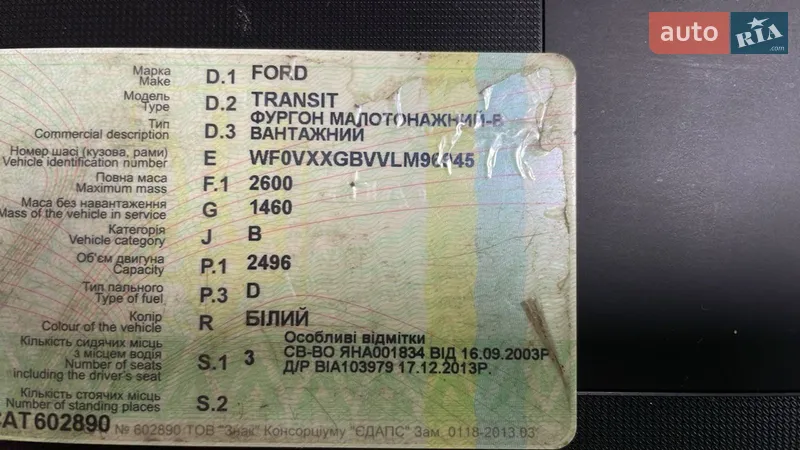 auto RIA .com
Марка D.1 FORD
Make
Модель D.2 TRANSIT
Type
ФУРГОН МАЛОТОНАЖНИЙ-В
Тип D.3 ВАНТАЖНИЙ
Commercial description
Номер шасі (кузова, рами) E
Vehicle identification number
Повна маса F.1 2600
Maximum mass
Маса без навантаження G 1460
Mass of the vehicle in service
Категорія J B
Vehicle category
Об'єм двигуна P.1 2496
Capacity
Тип пального P.3 D
Type of fuel
Колір R БІЛИЙ
Colour of the vehicle
Кількість сидячих місць
з місцем водія S.1 3
Number of seats
including the driver's seat
Особливі відмітки
СВ-ВО ЯНА001834 ВІД 16.09.2003Р.
Д/Р ВІА103979 17.12.2013Р.
Кількість стоячих місць S.2
Number of standing places
САТ602890
№ 602890 ТОВ "Знак" Консорціуму "ЄДАПС" Зам. 0118-2013.03